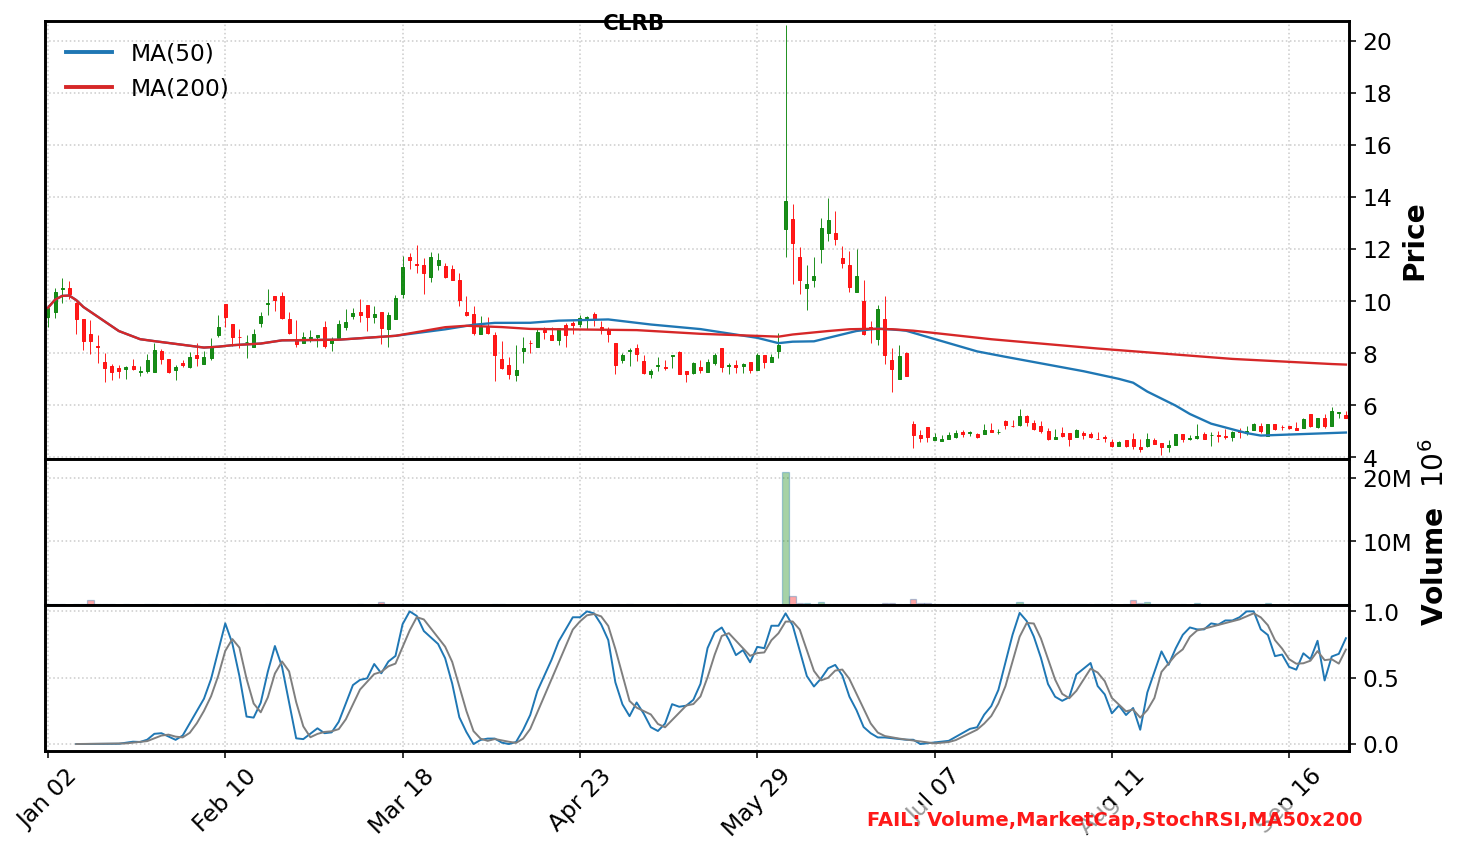 CLRB
MA(50)
MA(200)
20
18
16
14
12
10
8
6
4
Price
20M
10M
Volume 10^6
1.0
0.5
0.0
Jan 02
Feb 10
Mar 18
Apr 23
May 29
Jul 07
Aug 11
Sep 16
FAIL: Volume,MarketCap,StochRSI,MA50x200